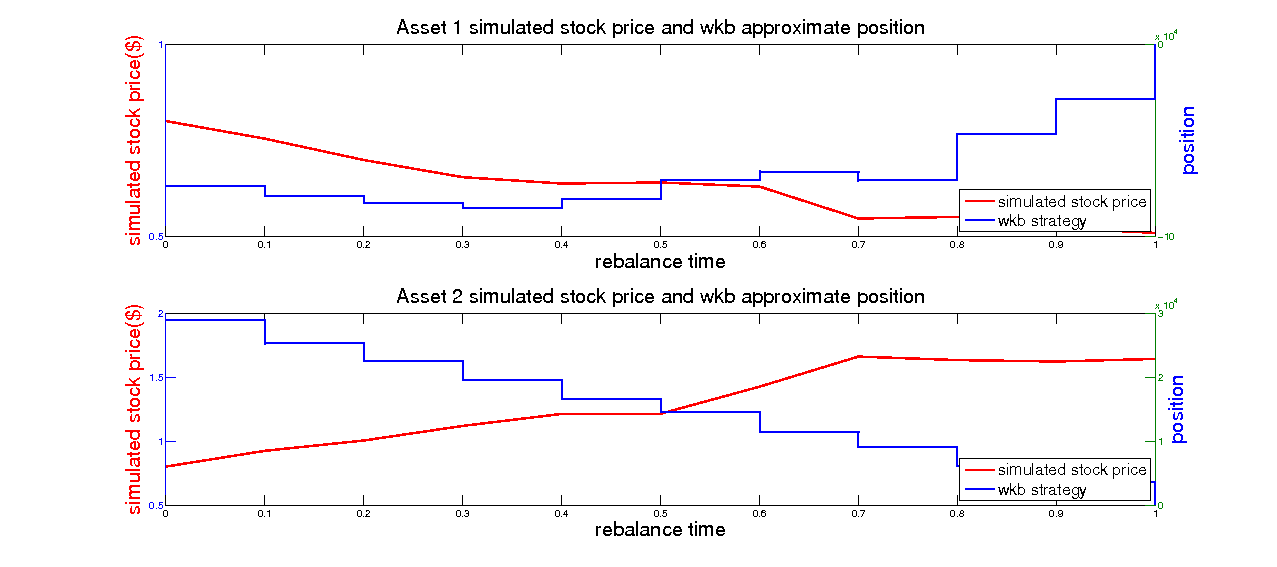 Asset 1 simulated stock price and wkb approximate position
x 10^4
1 0
simulated stock price($)
position
simulated stock price
wkb strategy
0.5 -10
0 0.1 0.2 0.3 0.4 0.5 0.6 0.7 0.8 0.9 1
rebalance time
Asset 2 simulated stock price and wkb approximate position
x 10^4
2 3
1.5 2
simulated stock price($)
position
1 1
simulated stock price
wkb strategy
0.5 0
0 0.1 0.2 0.3 0.4 0.5 0.6 0.7 0.8 0.9 1
rebalance time